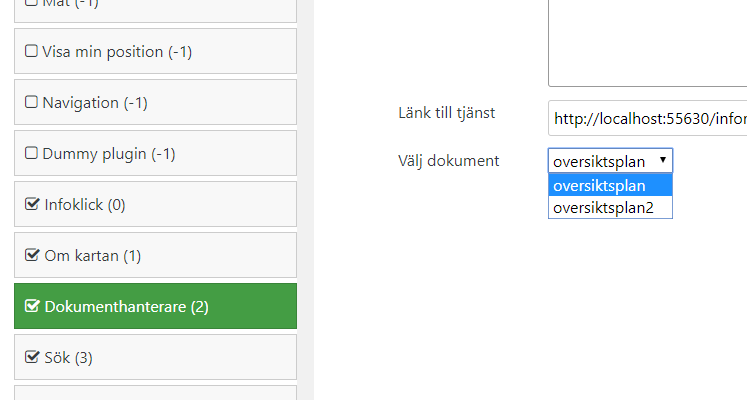 Mät (-1)
Visa min position (-1)
Navigation (-1)
Dummy plugin (-1)
Infoklick (0)
Om kartan (1)
Dokumenthanterare (2)
Sök (3)
Länk till tjänst
http://localhost:55630/infor
Välj dokument
oversiktsplan
oversiktsplan
oversiktsplan2